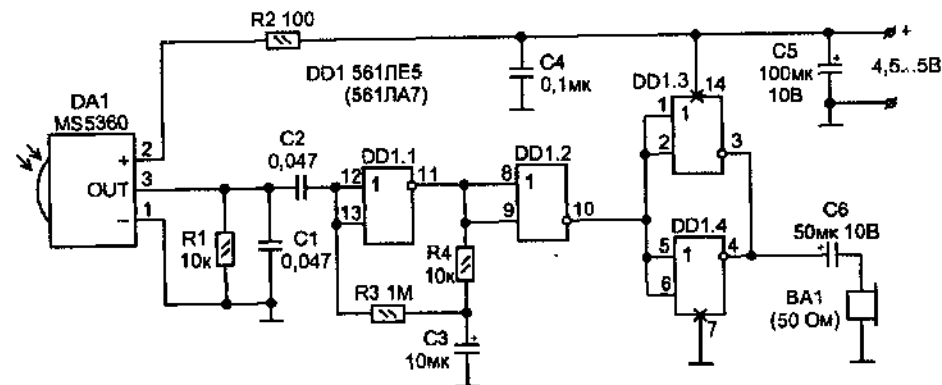 R2 100
+
C5
100мк
10В
4,5...5В
DD1 561ЛЕ5
(561ЛА7)
C4
0,1мк
DD1.3
14
1
2
1
3
DA1
MS5360
+
2
OUT
3
–
1
C2
0,047
DD1.1
12
13
1
11
DD1.2
8
9
1
10
R1
10к
C1
0,047
R4
10к
R3 1М
C3
10мк
+
DD1.4
5
6
1
4
7
C6
50мк 10В
+
BA1
(50 Ом)
+